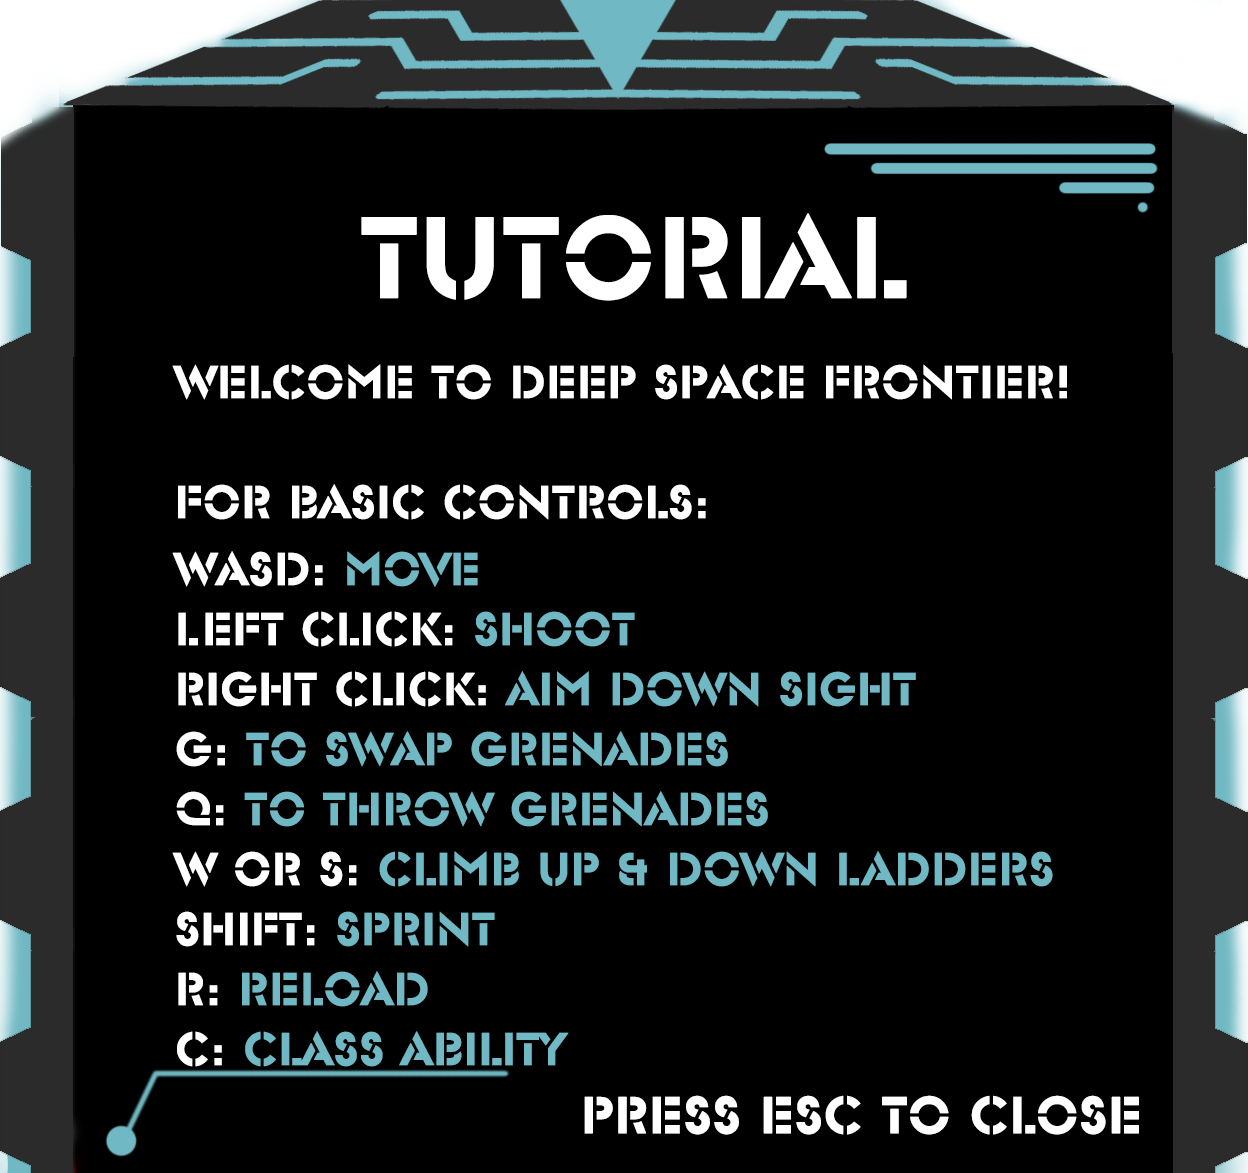 TUTORIAL
WELCOME TO DEEP SPACE FRONTIER!
FOR BASIC CONTROLS:
WASD: MOVE
LEFT CLICK: SHOOT
RIGHT CLICK: AIM DOWN SIGHT
G: TO SWAP GRENADES
Q: TO THROW GRENADES
W OR S: CLIMB UP & DOWN LADDERS
SHIFT: SPRINT
R: RELOAD
C: CLASS ABILITY
PRESS ESC TO CLOSE